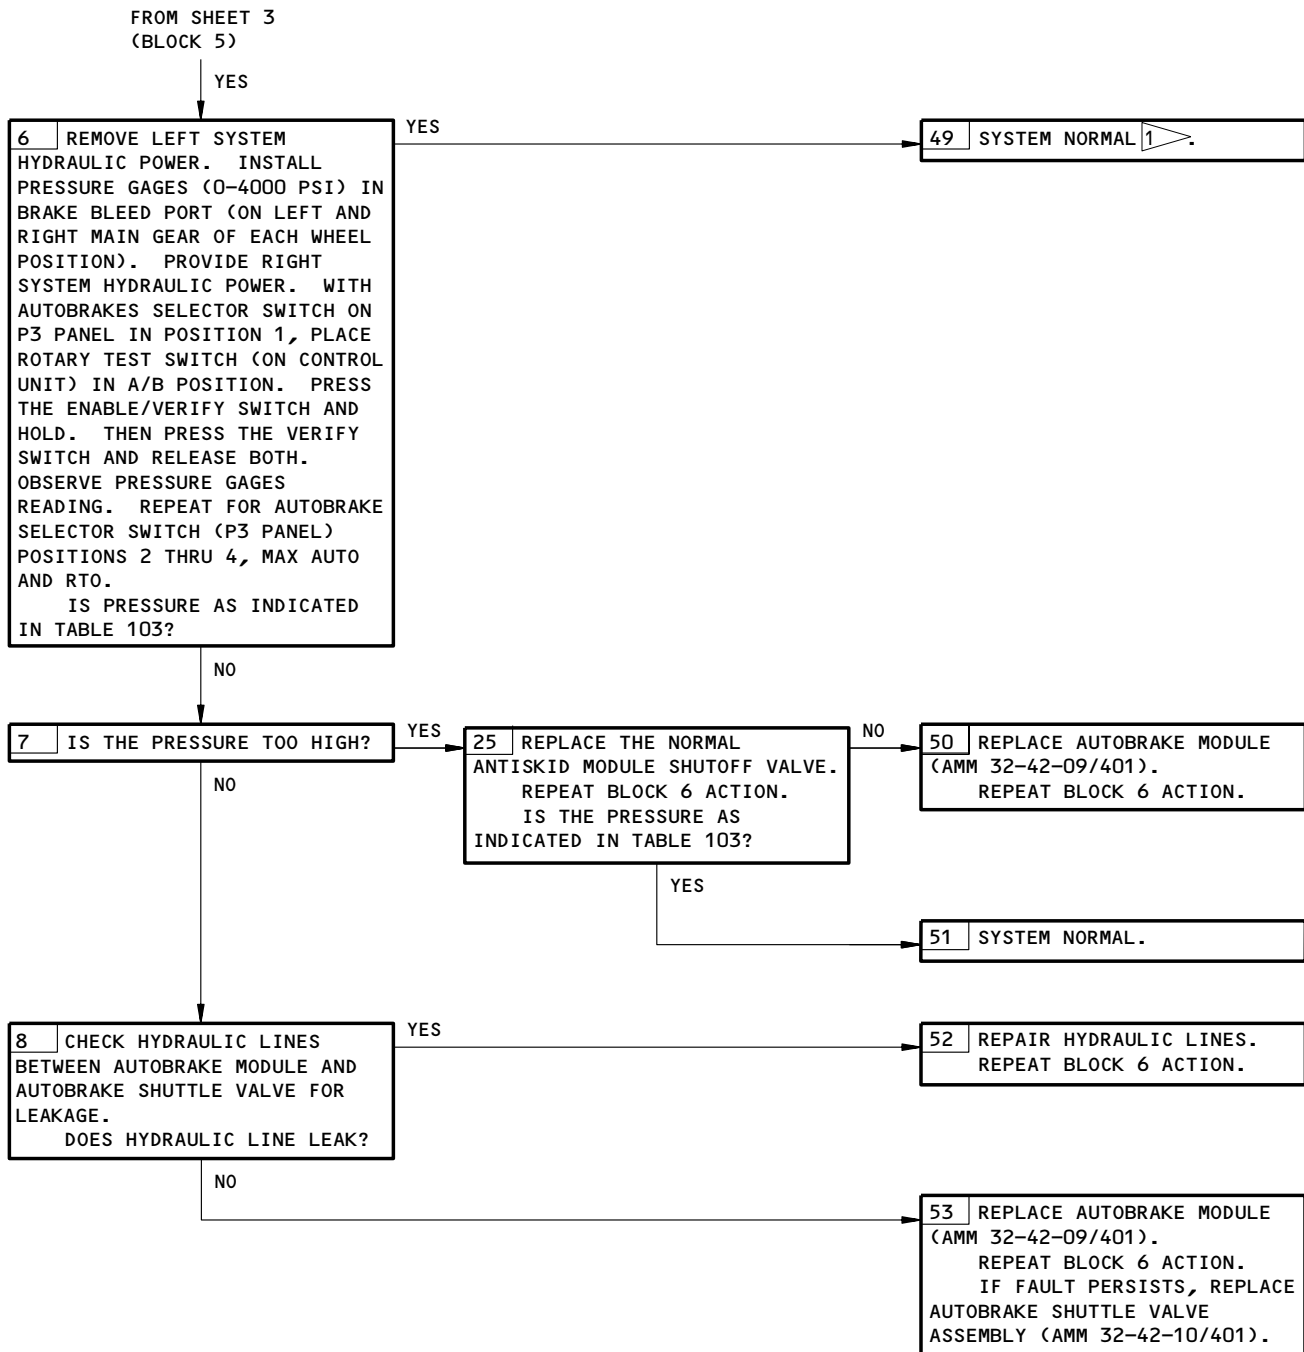 FROM SHEET 3
(BLOCK 5)
YES
6 REMOVE LEFT SYSTEM
HYDRAULIC POWER. INSTALL
PRESSURE GAGES (0-4000 PSI) IN
BRAKE BLEED PORT (ON LEFT AND
RIGHT MAIN GEAR OF EACH WHEEL
POSITION). PROVIDE RIGHT
SYSTEM HYDRAULIC POWER. WITH
AUTOBRAKES SELECTOR SWITCH ON
P3 PANEL IN POSITION 1, PLACE
ROTARY TEST SWITCH (ON CONTROL
UNIT) IN A/B POSITION. PRESS
THE ENABLE/VERIFY SWITCH AND
HOLD. THEN PRESS THE VERIFY
SWITCH AND RELEASE BOTH.
OBSERVE PRESSURE GAGES
READING. REPEAT FOR AUTOBRAKE
SELECTOR SWITCH (P3 PANEL)
POSITIONS 2 THRU 4, MAX AUTO
AND RTO.
IS PRESSURE AS INDICATED
IN TABLE 103?
YES
49 SYSTEM NORMAL 1 .
NO
7 IS THE PRESSURE TOO HIGH?
YES
25 REPLACE THE NORMAL
ANTISKID MODULE SHUTOFF VALVE.
REPEAT BLOCK 6 ACTION.
IS THE PRESSURE AS
INDICATED IN TABLE 103?
NO
50 REPLACE AUTOBRAKE MODULE
(AMM 32-42-09/401).
REPEAT BLOCK 6 ACTION.
YES
51 SYSTEM NORMAL.
NO
8 CHECK HYDRAULIC LINES
BETWEEN AUTOBRAKE MODULE AND
AUTOBRAKE SHUTTLE VALVE FOR
LEAKAGE.
DOES HYDRAULIC LINE LEAK?
YES
52 REPAIR HYDRAULIC LINES.
REPEAT BLOCK 6 ACTION.
NO
53 REPLACE AUTOBRAKE MODULE
(AMM 32-42-09/401).
REPEAT BLOCK 6 ACTION.
IF FAULT PERSISTS, REPLACE
AUTOBRAKE SHUTTLE VALVE
ASSEMBLY (AMM 32-42-10/401).